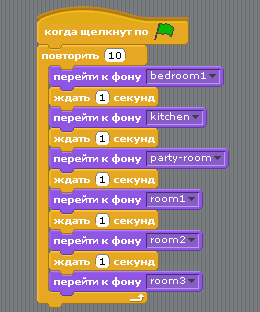 когда щелкнут по
повторить 10
перейти к фону bedroom1
ждать 1 секунд
перейти к фону kitchen
ждать 1 секунд
перейти к фону party-room
ждать 1 секунд
перейти к фону room1
ждать 1 секунд
перейти к фону room2
ждать 1 секунд
перейти к фону room3